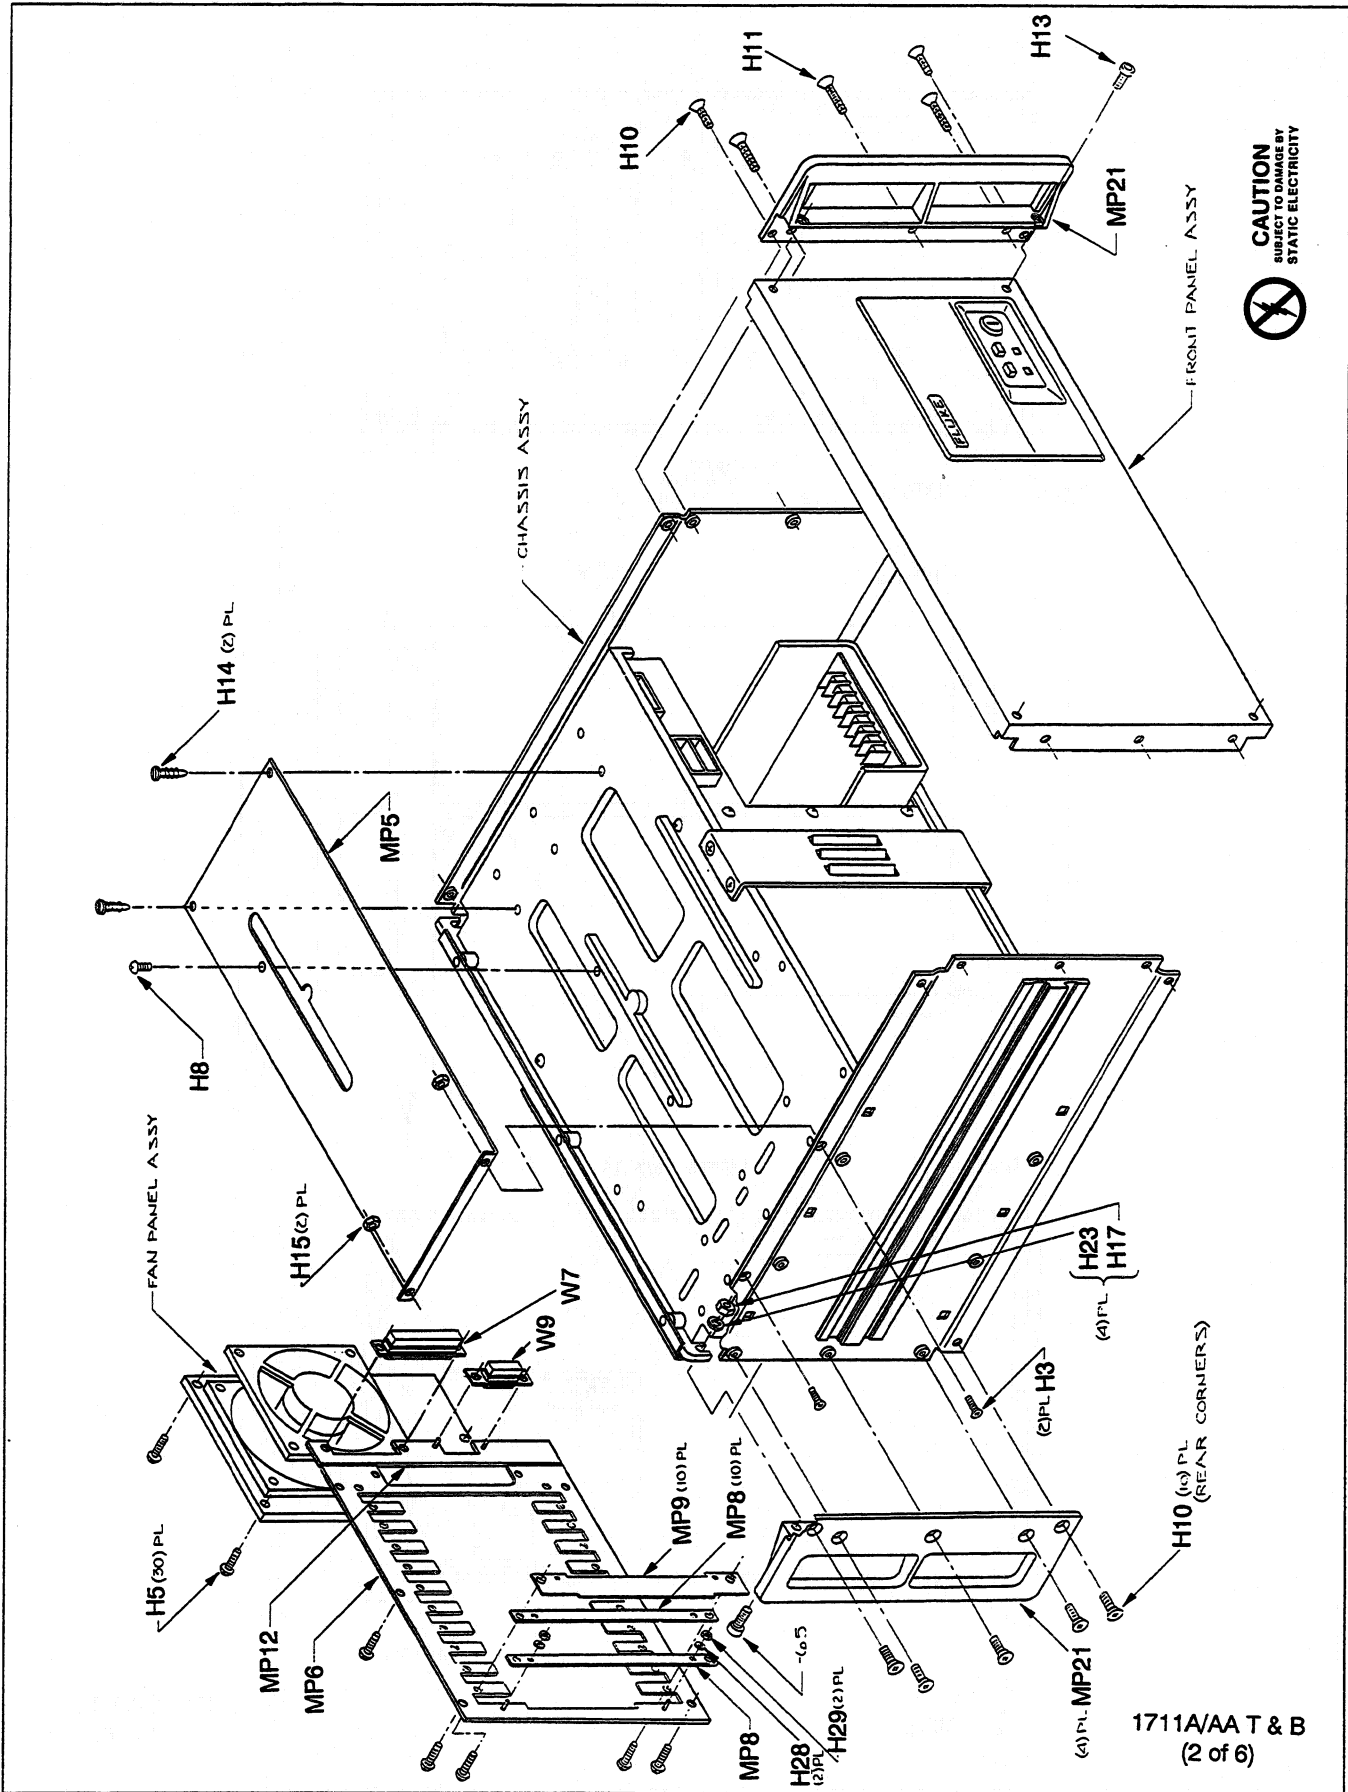 H10
H11
H13
MP21
CAUTION
SUBJECT TO DAMAGE BY
STATIC ELECTRICITY
FRONT PANEL ASSY
FLUKE
CHASSIS ASSY
H14 (2) PL
MP5
H8
FAN PANEL ASSY
H15 (2) PL
W7
W9
H5 (30) PL
MP12
MP6
MP9 (10) PL
MP8 (10) PL
MP8
H28
(2) PL
H29 (2) PL
-65
(4) PL MP21
H10 (10) PL
(REAR CORNERS)
(2) PL H3
(4) PL
H23
H17
1711A/AA T & B
(2 of 6)